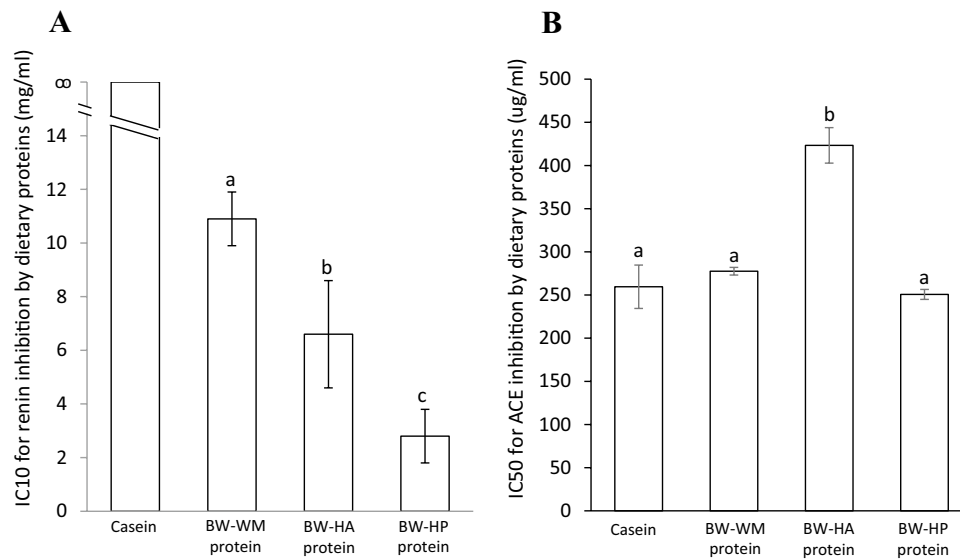 A
IC10 for renin inhibition by dietary proteins (mg/ml)
∞
14
12
10
8
6
4
2
0
a
b
c
Casein
BW-WM
protein
BW-HA
protein
BW-HP
protein
B
IC50 for ACE inhibition by dietary proteins (ug/ml)
500
450
400
350
300
250
200
150
100
50
0
a
a
b
a
Casein
BW-WM
protein
BW-HA
protein
BW-HP
protein